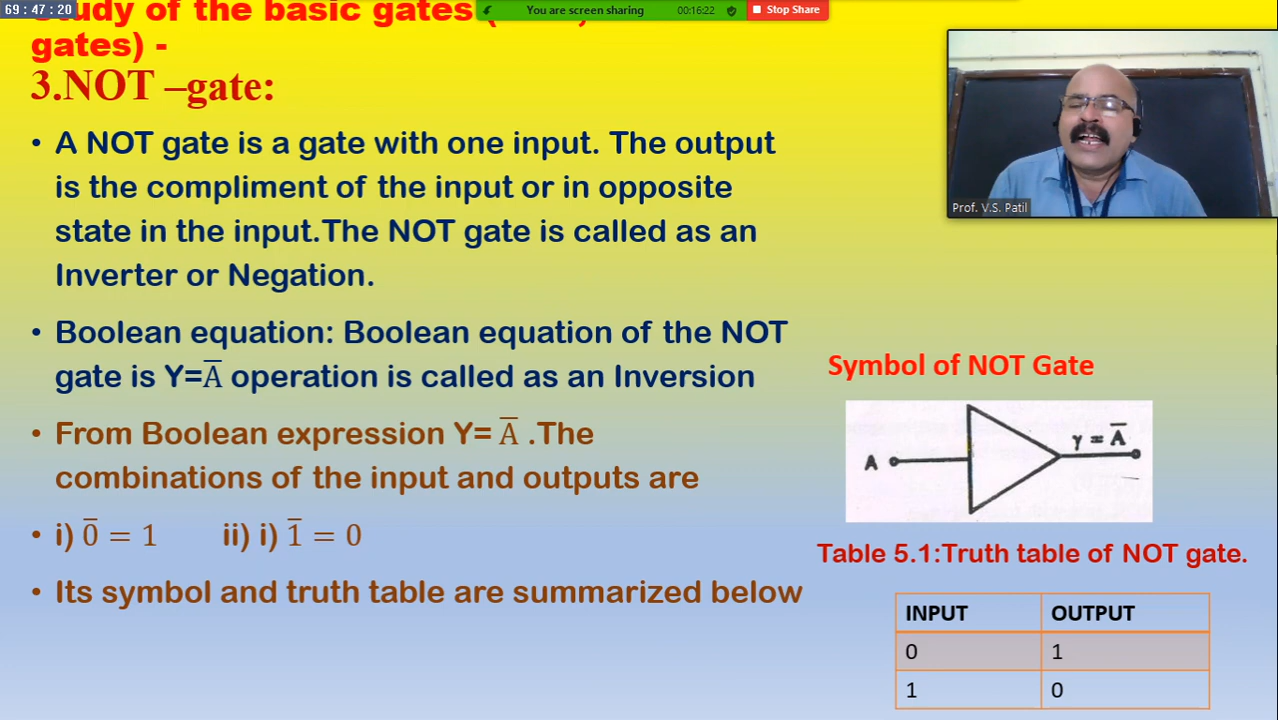 69:47:20
You are screen sharing
00:16:22
Stop Share
Study of the basic gates (
gates) -
3.NOT –gate:
• A NOT gate is a gate with one input. The output
is the compliment of the input or in opposite
state in the input.The NOT gate is called as an
Inverter or Negation.
• Boolean equation: Boolean equation of the NOT
gate is Y=A̅ operation is called as an Inversion
• From Boolean expression Y= A̅ .The
combinations of the input and outputs are
• i) 0̅ = 1 ii) i) 1̅ = 0
• Its symbol and truth table are summarized below
Prof. V.S. Patil
Symbol of NOT Gate
A
Y = A̅
Table 5.1:Truth table of NOT gate.
INPUT OUTPUT
0 1
1 0